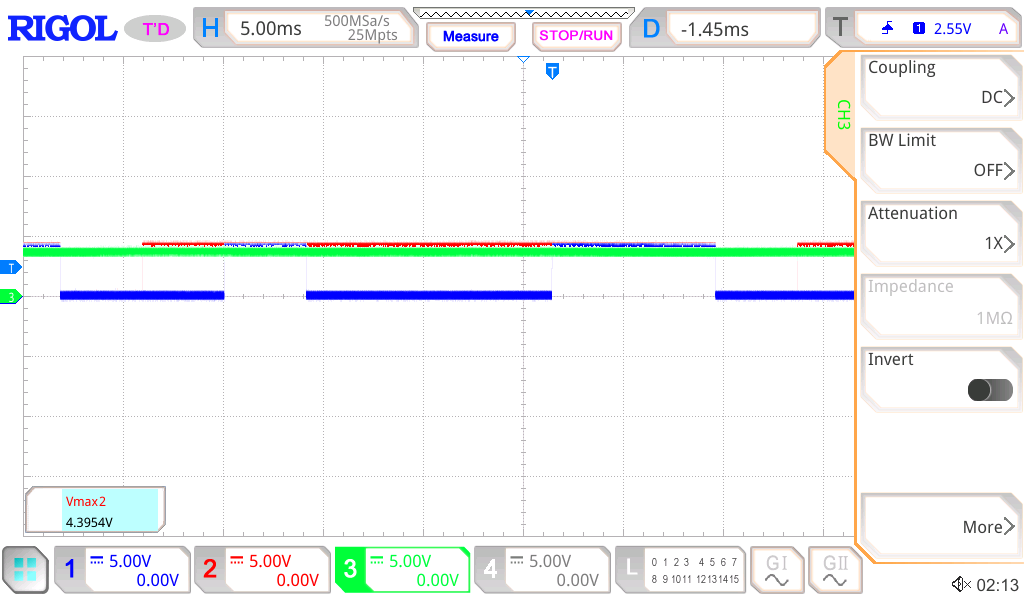 RIGOL T'D H 5.00ms 500MSa/s 25Mpts Measure STOP/RUN D -1.45ms T 1 2.55V A
T
Coupling
DC
CH3
BW Limit
OFF
Attenuation
1X
T
Impedance
3
1MΩ
Invert
Vmax2
4.3954V
More
1 5.00V 0.00V 2 5.00V 0.00V 3 5.00V 0.00V 4 5.00V 0.00V L 0 1 2 3 4 5 6 7 GI GII
8 9 10 11 12 13 14 15
02:13